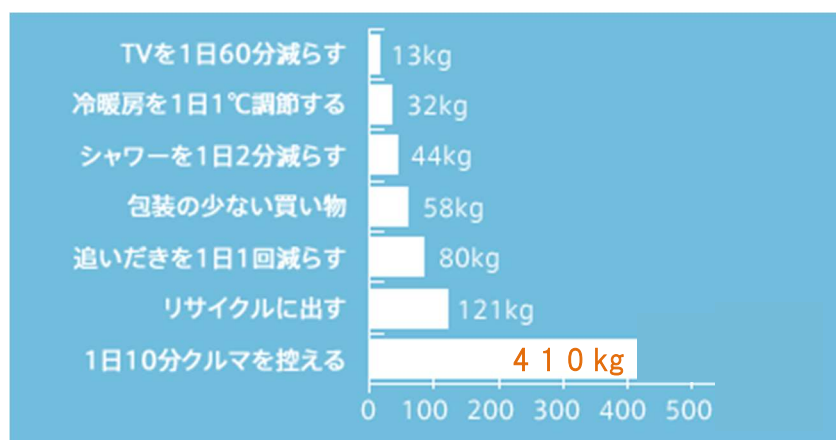 TVを1日60分減らす 13kg
冷暖房を1日1℃調節する 32kg
シャワーを1日2分減らす 44kg
包装の少ない買い物 58kg
追いだきを1日1回減らす 80kg
リサイクルに出す 121kg
1日10分クルマを控える ４１０kg
0 100 200 300 400 500